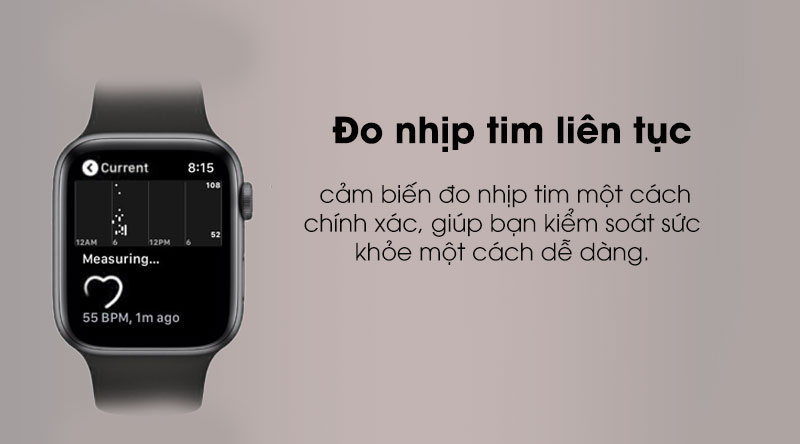 Đo nhịp tim liên tục
cảm biến đo nhịp tim một cách
chính xác, giúp bạn kiểm soát sức
khỏe một cách dễ dàng.
Current 8:15
108
52
12AM 6 12PM 6
Measuring...
55 BPM, 1m ago